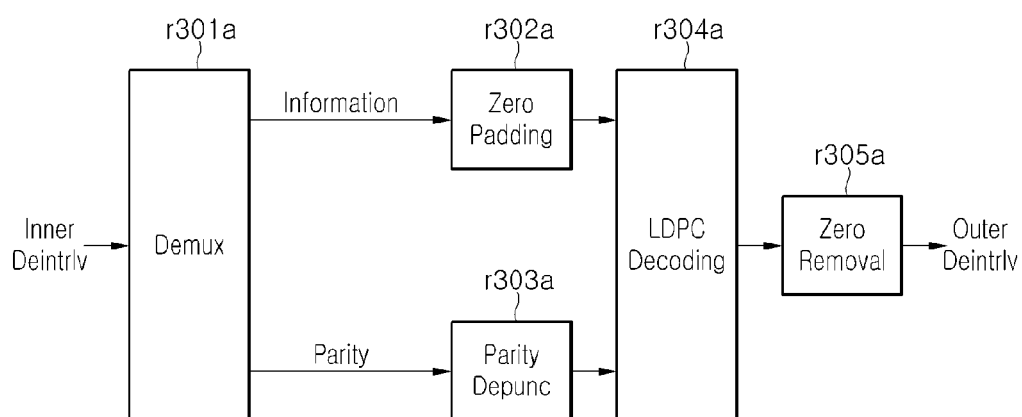 r301a
r302a
r304a
Information
Zero
Padding
r305a
Inner
Deintrlv
Demux
LDPC
Decoding
Zero
Removal
Outer
Deintrlv
r303a
Parity
Parity
Depunc